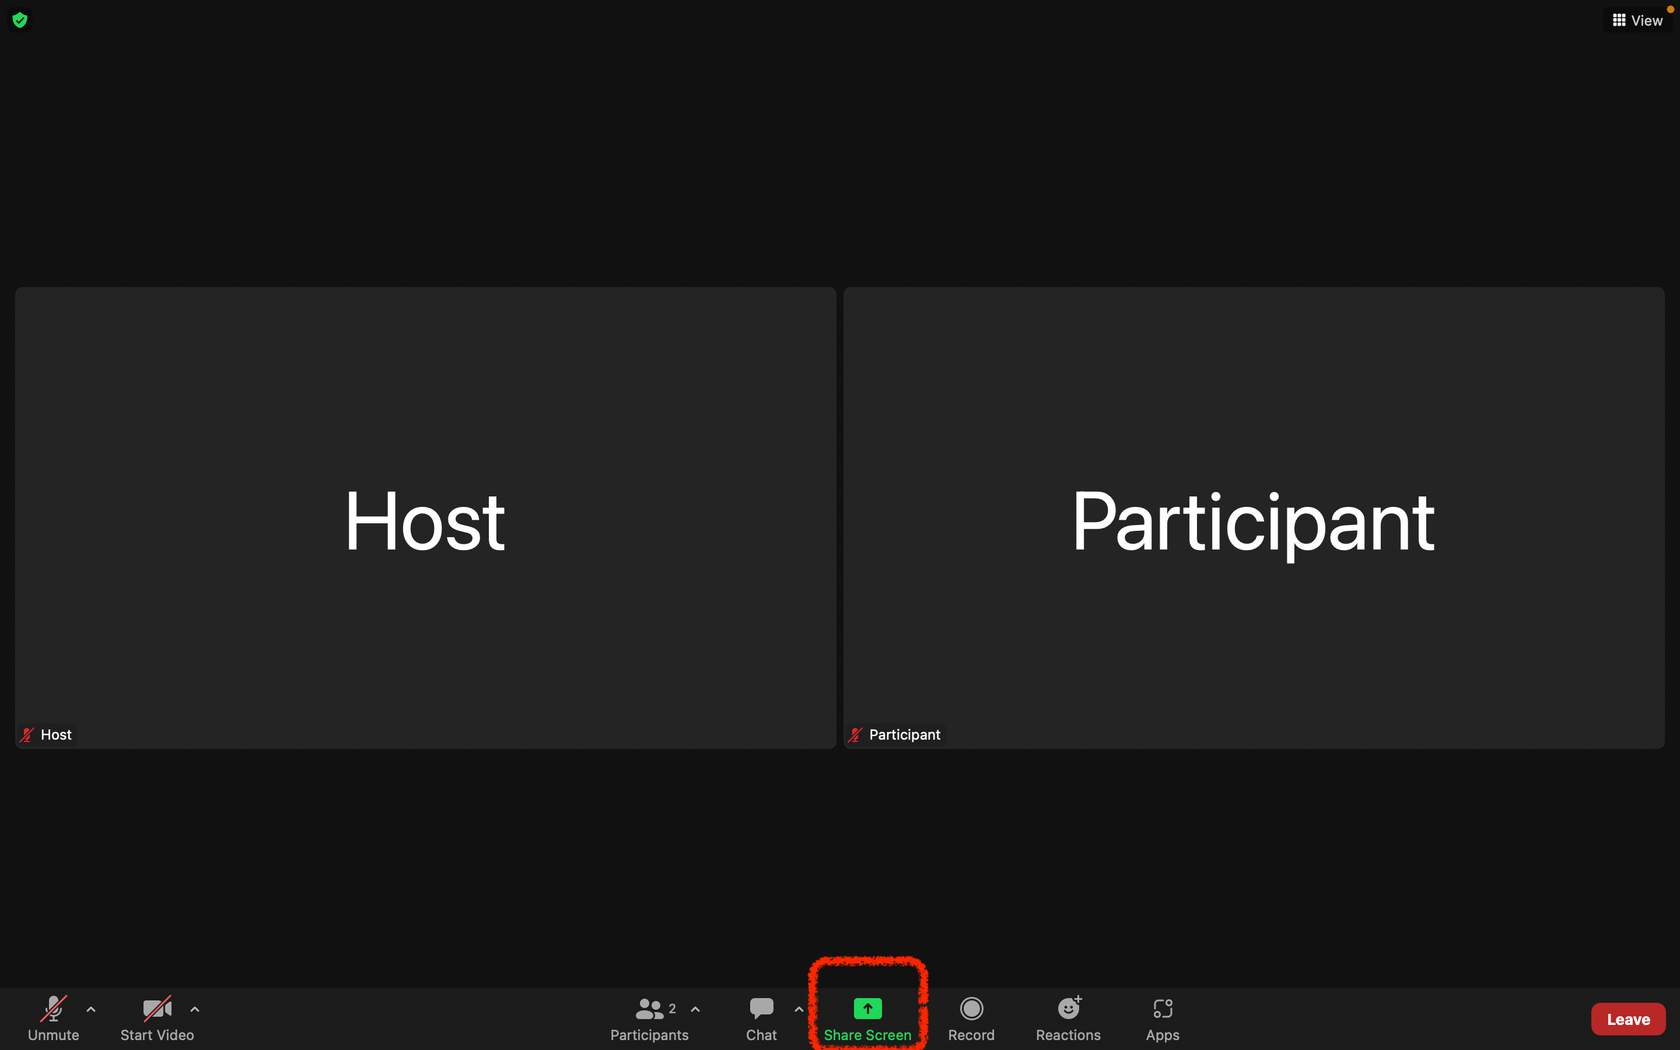 View
Host
Participant
Host
Participant
Unmute
Start Video
Participants
2
Chat
Share Screen
Record
Reactions
Apps
Leave